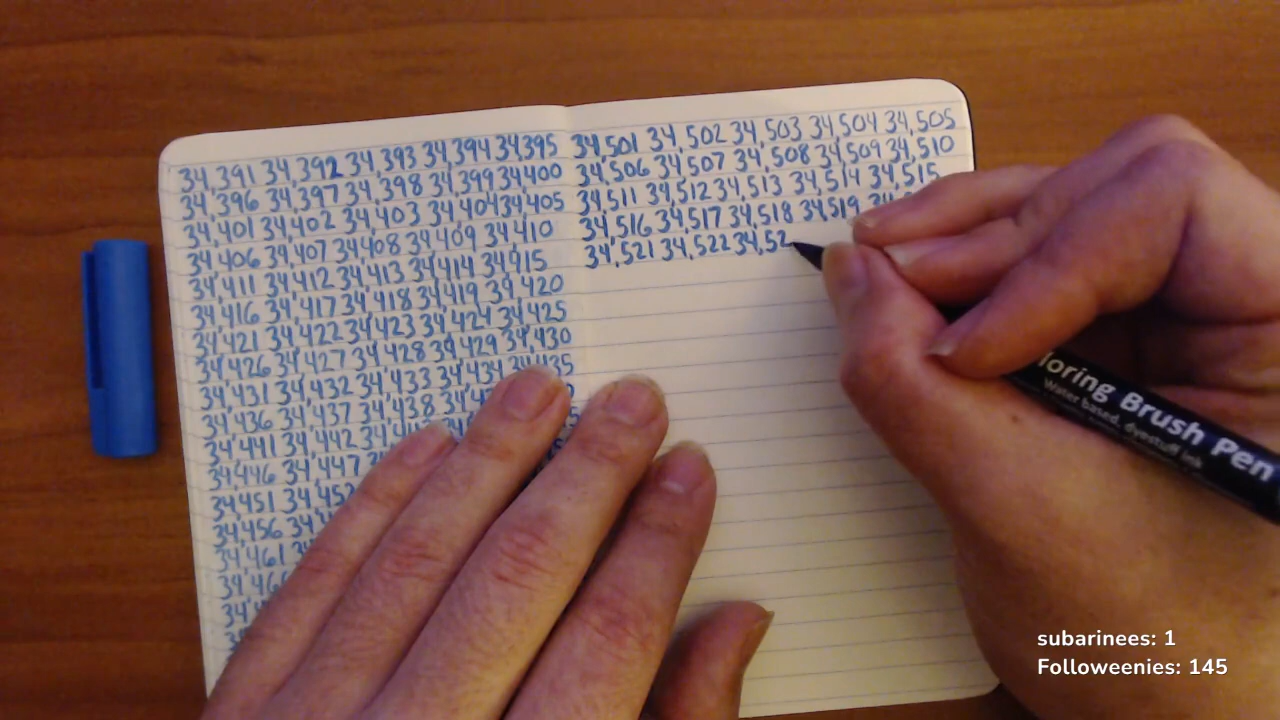 34,391 34,392 34,393 34,394 34,395
34,396 34,397 34,398 34,399 34,400
34,401 34,402 34,403 34,404 34,405
34,406 34,407 34,408 34,409 34,410
34,411 34,412 34,413 34,414 34,415
34,416 34,417 34,418 34,419 34,420
34,421 34,422 34,423 34,424 34,425
34,426 34,427 34,428 34,429 34,430
34,431 34,432 34,433 34,434 34,435
34,436 34,437 34,438
34,441 34,442
34,446 34,447
34,451 34,452
34,456
34,461
34,501 34,502 34,503 34,504 34,505
34,506 34,507 34,508 34,509 34,510
34,511 34,512 34,513 34,514 34,515
34,516 34,517 34,518 34,519
34,521 34,522 34,52
loring Brush Pen
Water based, dyestuff ink
subarinees: 1
Followeenies: 145